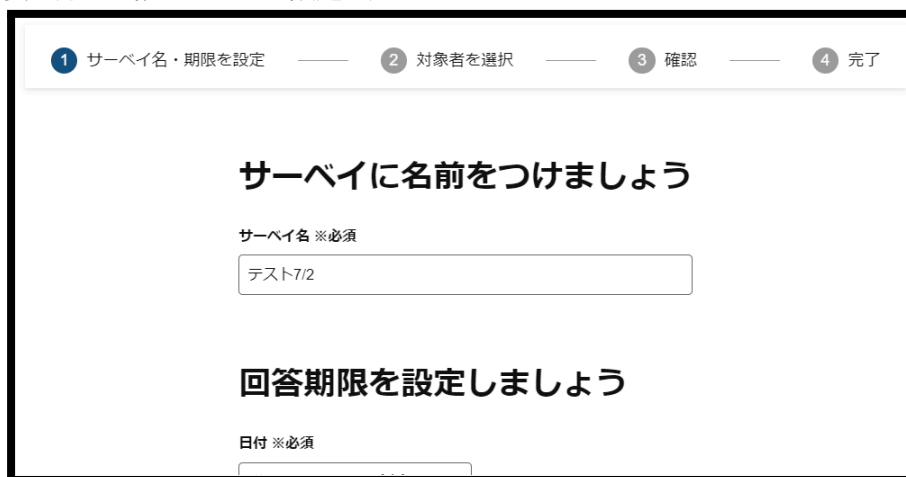 1 サーベイ名・期限を設定 2 対象者を選択 3 確認 4 完了
サーベイに名前をつけましょう
サーベイ名 ※必須
テスト7/2
回答期限を設定しましょう
日付 ※必須